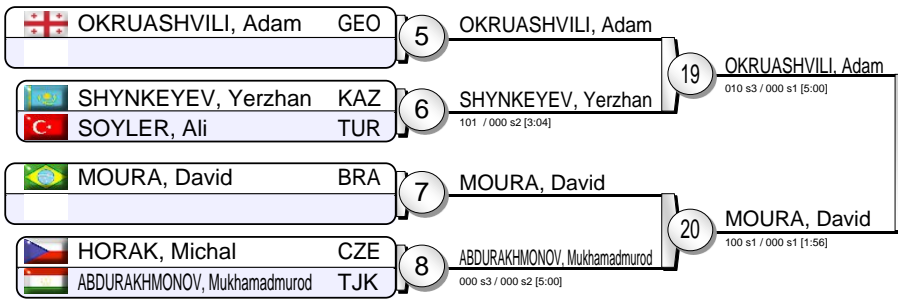 OKRUASHVILI, Adam GEO
5
OKRUASHVILI, Adam
19
OKRUASHVILI, Adam
010 s3 / 000 s1 [5:00]
SHYNKEYEV, Yerzhan KAZ
SOYLER, Ali TUR
6
SHYNKEYEV, Yerzhan
101 / 000 s2 [3:04]
MOURA, David BRA
7
MOURA, David
20
MOURA, David
100 s1 / 000 s1 [1:56]
HORAK, Michal CZE
ABDURAKHMONOV, Mukhamadmurod TJK
8
ABDURAKHMONOV, Mukhamadmurod
000 s3 / 000 s2 [5:00]